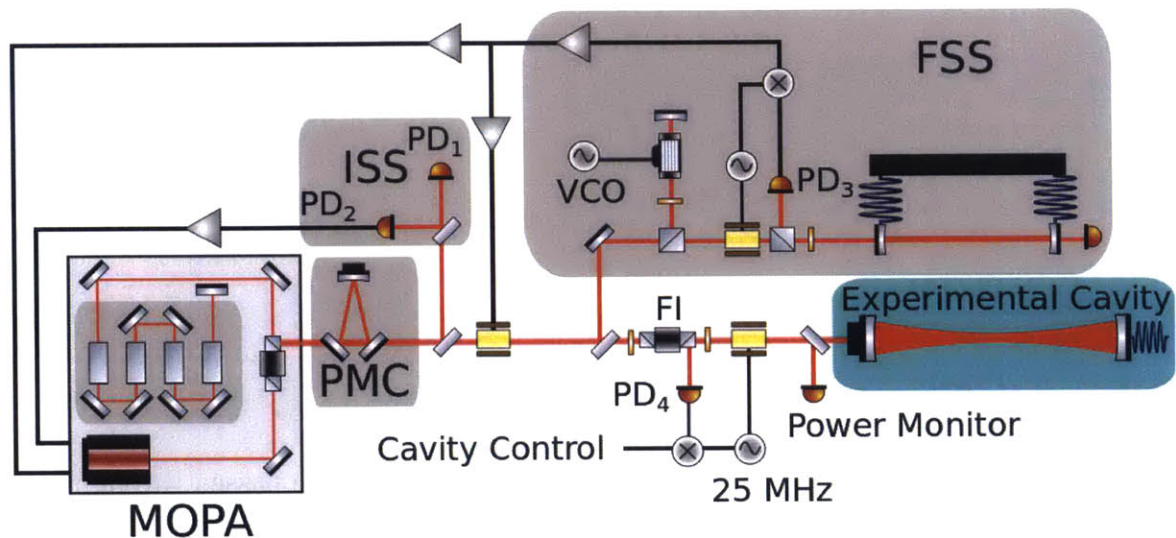 FSS
PD1
ISS
VCO
PD3
PD2
Experimental Cavity
FI
PMC
PD4
Power Monitor
Cavity Control
25 MHz
MOPA